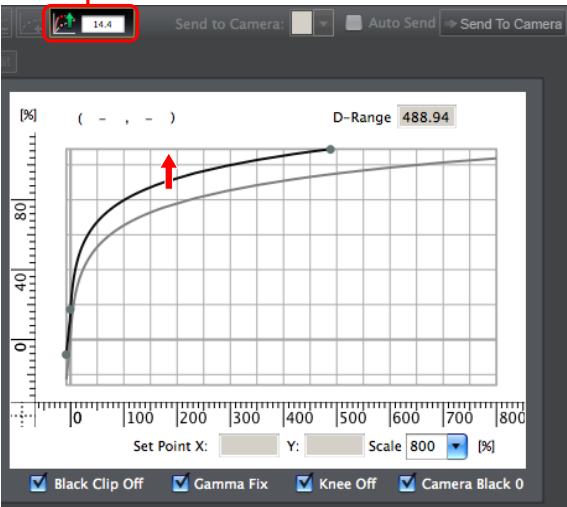 14.4 Send to Camera: Auto Send Send To Camera
[%] ( – , – ) D-Range 488.94
80
40
0
0 100 200 300 400 500 600 700 800
Set Point X: Y: Scale 800 [%]
Black Clip Off Gamma Fix Knee Off Camera Black 0